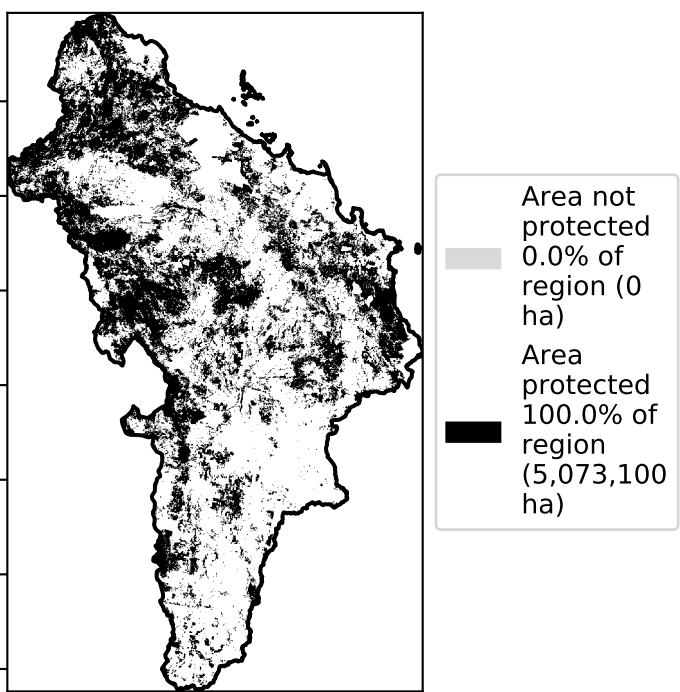 Area not
protected
0.0% of
region (0
ha)
Area
protected
100.0% of
region
(5,073,100
ha)